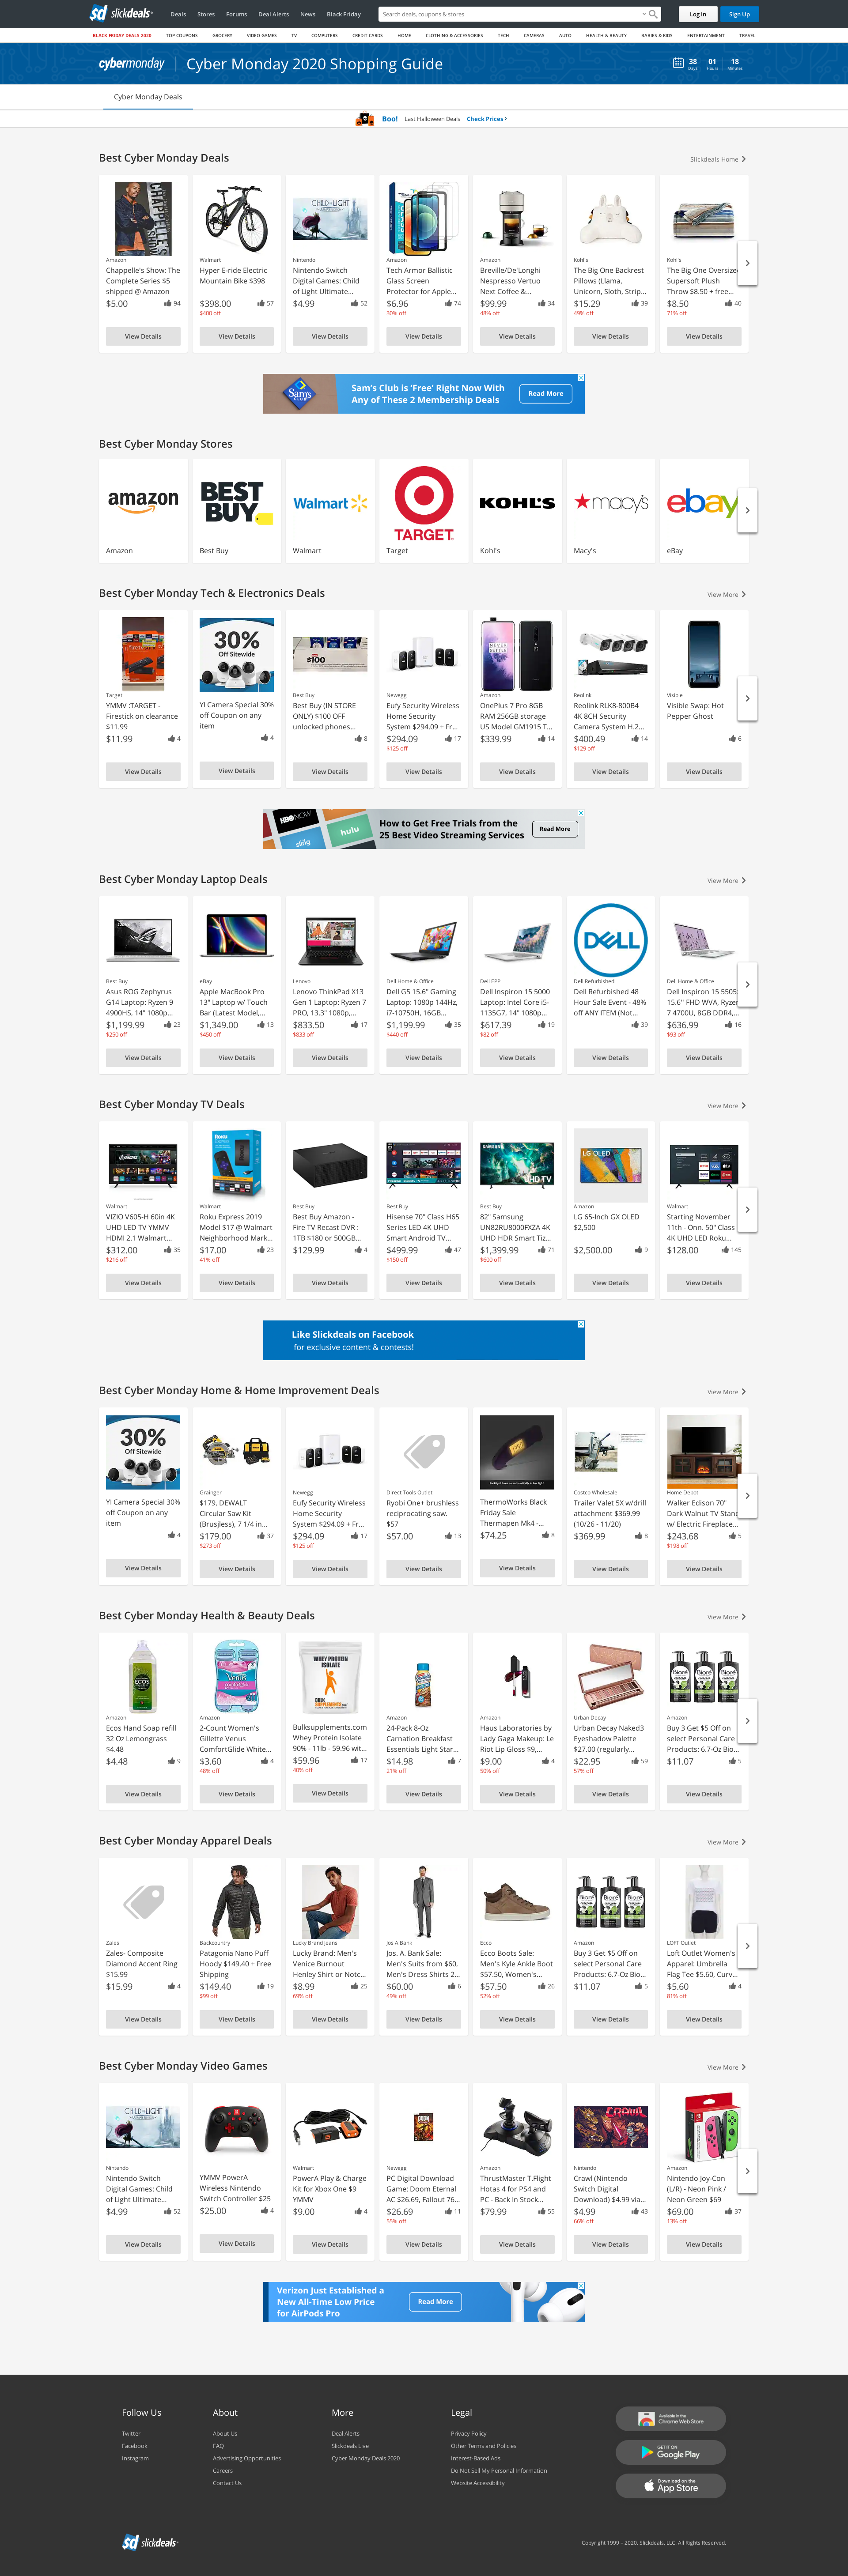 sd slickdeals
Deals Stores Forums Deal Alerts News Black Friday
Search deals, coupons & stores
Log In Sign Up
BLACK FRIDAY DEALS 2020 TOP COUPONS GROCERY VIDEO GAMES TV COMPUTERS CREDIT CARDS HOME CLOTHING & ACCESSORIES TECH CAMERAS AUTO HEALTH & BEAUTY BABIES & KIDS ENTERTAINMENT TRAVEL
cybermonday Cyber Monday 2020 Shopping Guide
38 01 18
Days Hours Minutes
Cyber Monday Deals
Boo! Last Halloween Deals Check Prices
Best Cyber Monday Deals
Slickdeals Home
Amazon
Chappelle's Show: The
Complete Series $5
shipped @ Amazon
$5.00 94
View Details
Walmart
Hyper E-ride Electric
Mountain Bike $398
$398.00 57
$400 off
View Details
CHILD of LIGHT
Nintendo
Nintendo Switch
Digital Games: Child
of Light Ultimate...
$4.99 52
View Details
Amazon
Tech Armor Ballistic
Glass Screen
Protector for Apple...
$6.96 74
30% off
View Details
Amazon
Breville/De'Longhi
Nespresso Vertuo
Next Coffee &...
$99.99 34
48% off
View Details
Kohl's
The Big One Backrest
Pillows (Llama,
Unicorn, Sloth, Strip...
$15.29 39
49% off
View Details
Kohl's
The Big One Oversize
Supersoft Plush
Throw $8.50 + free...
$8.50 40
71% off
View Details
Sam's Club is 'Free' Right Now With
Any of These 2 Membership Deals
Read More
Best Cyber Monday Stores
amazon
Amazon
BEST
BUY
Best Buy
Walmart
Walmart
TARGET
Target
KOHL'S
Kohl's
macy's
Macy's
ebay
eBay
Best Cyber Monday Tech & Electronics Deals
View More
Target
YMMV :TARGET -
Firestick on clearance
$11.99
$11.99 4
View Details
30%
Off Sitewide
YI Camera Special 30%
off Coupon on any
item
4
View Details
$100
Best Buy
Best Buy (IN STORE
ONLY) $100 OFF
unlocked phones...
8
View Details
Newegg
Eufy Security Wireless
Home Security
System $294.09 + Fr...
$294.09 17
$125 off
View Details
Amazon
OnePlus 7 Pro 8GB
RAM 256GB storage
US Model GM1915 T...
$339.99 14
View Details
Reolink
Reolink RLK8-800B4
4K 8CH Security
Camera System H.2...
$400.49 14
$129 off
View Details
Visible
Visible Swap: Hot
Pepper Ghost
6
View Details
HBO NOW
hulu
sling
How to Get Free Trials from the
25 Best Video Streaming Services
Read More
Best Cyber Monday Laptop Deals
View More
Best Buy
Asus ROG Zephyrus
G14 Laptop: Ryzen 9
4900HS, 14" 1080p...
$1,199.99 23
$250 off
View Details
eBay
Apple MacBook Pro
13" Laptop w/ Touch
Bar (Latest Model,...
$1,349.00 13
$450 off
View Details
Lenovo
Lenovo ThinkPad X13
Gen 1 Laptop: Ryzen 7
PRO, 13.3" 1080p,...
$833.50 17
$833 off
View Details
Dell Home & Office
Dell G5 15.6" Gaming
Laptop: 1080p 144Hz,
i7-10750H, 16GB...
$1,199.99 35
$440 off
View Details
Dell EPP
Dell Inspiron 15 5000
Laptop: Intel Core i5-
1135G7, 14" 1080p...
$617.39 19
$82 off
View Details
DELL
Dell Refurbished
Dell Refurbished 48
Hour Sale Event - 48%
off ANY ITEM (Not...
39
View Details
Dell Home & Office
Dell Inspiron 15 5505
15.6" FHD WVA, Ryzen
7 4700U, 8GB DDR4,...
$636.99 16
$93 off
View Details
Best Cyber Monday TV Deals
View More
Walmart
VIZIO V605-H 60in 4K
UHD LED TV YMMV
HDMI 2.1 Walmart...
$312.00 35
$216 off
View Details
Roku
Walmart
Roku Express 2019
Model $17 @ Walmart
Neighborhood Mark...
$17.00 23
41% off
View Details
Best Buy
Best Buy Amazon -
Fire TV Recast DVR :
1TB $180 or 500GB...
$129.99 4
View Details
Best Buy
Hisense 70" Class H65
Series LED 4K UHD
Smart Android TV...
$499.99 47
$150 off
View Details
SAMSUNG
UHD TV
Best Buy
82" Samsung
UN82RU8000FXZA 4K
UHD HDR Smart Tiz...
$1,399.99 71
$600 off
View Details
LG OLED
Amazon
LG 65-Inch GX OLED
$2,500
$2,500.00 9
View Details
Walmart
Starting November
11th - Onn. 50" Class
4K UHD LED Roku...
$128.00 145
View Details
Like Slickdeals on Facebook
for exclusive content & contests!
Best Cyber Monday Home & Home Improvement Deals
View More
30%
Off Sitewide
YI Camera Special 30%
off Coupon on any
item
4
View Details
Grainger
$179, DEWALT
Circular Saw Kit
(Brusjless), 7 1/4 in...
$179.00 37
$273 off
View Details
Newegg
Eufy Security Wireless
Home Security
System $294.09 + Fr...
$294.09 17
$125 off
View Details
Direct Tools Outlet
Ryobi One+ brushless
reciprocating saw.
$57
$57.00 13
View Details
ThermoWorks Black
Friday Sale
Thermapen Mk4 -...
$74.25 8
View Details
Costco Wholesale
Trailer Valet 5X w/drill
attachment $369.99
(10/26 - 11/20)
$369.99 8
View Details
Home Depot
Walker Edison 70"
Dark Walnut TV Stand
w/ Electric Fireplace...
$243.68 5
$198 off
View Details
Best Cyber Monday Health & Beauty Deals
View More
ECOS
Amazon
Ecos Hand Soap refill
32 Oz Lemongrass
$4.48
$4.48 9
View Details
Venus
Amazon
2-Count Women's
Gillette Venus
ComfortGlide White...
$3.60 4
48% off
View Details
WHEY PROTEIN
ISOLATE
BULK
SUPPLEMENTS.COM
Bulksupplements.com
Whey Protein Isolate
90% - 11lb - 59.96 wit...
$59.96 17
40% off
View Details
Amazon
24-Pack 8-Oz
Carnation Breakfast
Essentials Light Star...
$14.98 7
21% off
View Details
Amazon
Haus Laboratories by
Lady Gaga Makeup: Le
Riot Lip Gloss $9,...
$9.00 4
50% off
View Details
Urban Decay
Urban Decay Naked3
Eyeshadow Palette
$27.00 (regularly...
$22.95 59
57% off
View Details
Bioré Bioré Bioré
Amazon
Buy 3 Get $5 Off on
select Personal Care
Products: 6.7-Oz Bio...
$11.07 5
View Details
Best Cyber Monday Apparel Deals
View More
Zales
Zales- Composite
Diamond Accent Ring
$15.99
$15.99 4
View Details
Backcountry
Patagonia Nano Puff
Hoody $149.40 + Free
Shipping
$149.40 19
$99 off
View Details
Lucky Brand Jeans
Lucky Brand: Men's
Venice Burnout
Henley Shirt or Notc...
$8.99 25
69% off
View Details
Jos A Bank
Jos. A. Bank Sale:
Men's Suits from $60,
Men's Dress Shirts 2...
$60.00 6
49% off
View Details
Ecco
Ecco Boots Sale:
Men's Kyle Ankle Boot
$57.50, Women's...
$57.50 26
52% off
View Details
Bioré Bioré Bioré
Amazon
Buy 3 Get $5 Off on
select Personal Care
Products: 6.7-Oz Bio...
$11.07 5
View Details
LOFT Outlet
Loft Outlet Women's
Apparel: Umbrella
Flag Tee $5.60, Curv...
$5.60 4
81% off
View Details
Best Cyber Monday Video Games
View More
CHILD of LIGHT
Nintendo
Nintendo Switch
Digital Games: Child
of Light Ultimate...
$4.99 52
View Details
YMMV PowerA
Wireless Nintendo
Switch Controller $25
$25.00 4
View Details
Walmart
PowerA Play & Charge
Kit for Xbox One $9
YMMV
$9.00 4
View Details
DOOM
Newegg
PC Digital Download
Game: Doom Eternal
AC $26.69, Fallout 76...
$26.69 11
55% off
View Details
Amazon
ThrustMaster T.Flight
Hotas 4 for PS4 and
PC - Back In Stock...
$79.99 55
View Details
CRAWL
Nintendo
Crawl (Nintendo
Switch Digital
Download) $4.99 via...
$4.99 43
66% off
View Details
Amazon
Nintendo Joy-Con
(L/R) - Neon Pink /
Neon Green $69
$69.00 37
13% off
View Details
Verizon Just Established a
New All-Time Low Price
for AirPods Pro
Read More
Follow Us
Twitter
Facebook
Instagram
About
About Us
FAQ
Advertising Opportunities
Careers
Contact Us
More
Deal Alerts
Slickdeals Live
Cyber Monday Deals 2020
Legal
Privacy Policy
Other Terms and Policies
Interest-Based Ads
Do Not Sell My Personal Information
Website Accessibility
Available in the
Chrome Web Store
GET IT ON
Google Play
Download on the
App Store
sd slickdeals
Copyright 1999 – 2020. Slickdeals, LLC. All Rights Reserved.